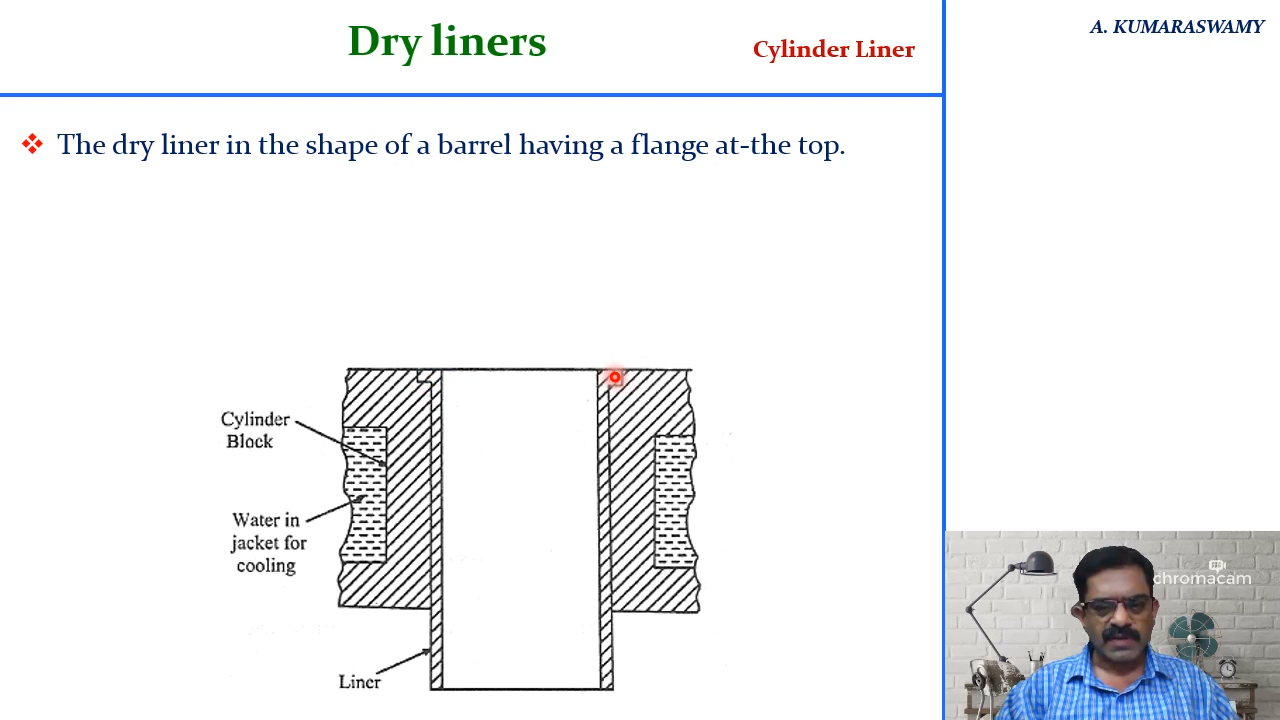 Dry liners
Cylinder Liner
A. KUMARASWAMY
The dry liner in the shape of a barrel having a flange at-the top.
Cylinder
Block
Water in
jacket for
cooling
Liner
chromacam